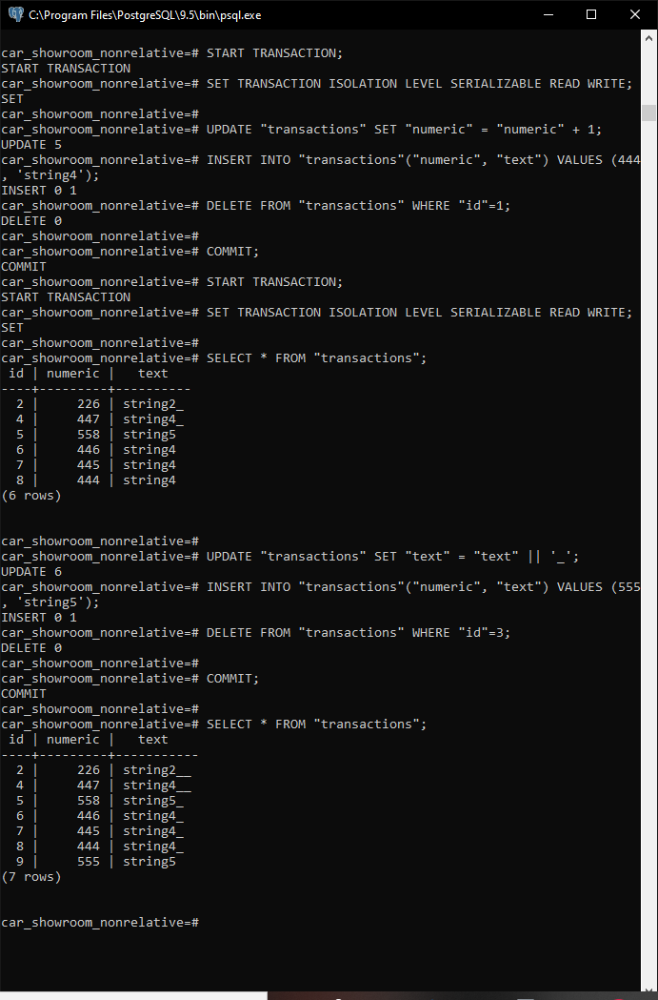 C:\Program Files\PostgreSQL\9.5\bin\psql.exe
car_showroom_nonrelative=# START TRANSACTION;
START TRANSACTION
car_showroom_nonrelative=# SET TRANSACTION ISOLATION LEVEL SERIALIZABLE READ WRITE;
SET
car_showroom_nonrelative=#
car_showroom_nonrelative=# UPDATE "transactions" SET "numeric" = "numeric" + 1;
UPDATE 5
car_showroom_nonrelative=# INSERT INTO "transactions"("numeric", "text") VALUES (444
, 'string4');
INSERT 0 1
car_showroom_nonrelative=# DELETE FROM "transactions" WHERE "id"=1;
DELETE 0
car_showroom_nonrelative=#
car_showroom_nonrelative=# COMMIT;
COMMIT
car_showroom_nonrelative=# START TRANSACTION;
START TRANSACTION
car_showroom_nonrelative=# SET TRANSACTION ISOLATION LEVEL SERIALIZABLE READ WRITE;
SET
car_showroom_nonrelative=#
car_showroom_nonrelative=# SELECT * FROM "transactions";
 id | numeric |   text
----+---------+----------
  2 |     226 | string2_
  4 |     447 | string4_
  5 |     558 | string5
  6 |     446 | string4
  7 |     445 | string4
  8 |     444 | string4
(6 rows)
car_showroom_nonrelative=#
car_showroom_nonrelative=# UPDATE "transactions" SET "text" = "text" || '_';
UPDATE 6
car_showroom_nonrelative=# INSERT INTO "transactions"("numeric", "text") VALUES (555
, 'string5');
INSERT 0 1
car_showroom_nonrelative=# DELETE FROM "transactions" WHERE "id"=3;
DELETE 0
car_showroom_nonrelative=#
car_showroom_nonrelative=# COMMIT;
COMMIT
car_showroom_nonrelative=#
car_showroom_nonrelative=# SELECT * FROM "transactions";
 id | numeric |   text
----+---------+-----------
  2 |     226 | string2__
  4 |     447 | string4__
  5 |     558 | string5_
  6 |     446 | string4_
  7 |     445 | string4_
  8 |     444 | string4_
  9 |     555 | string5
(7 rows)
car_showroom_nonrelative=#